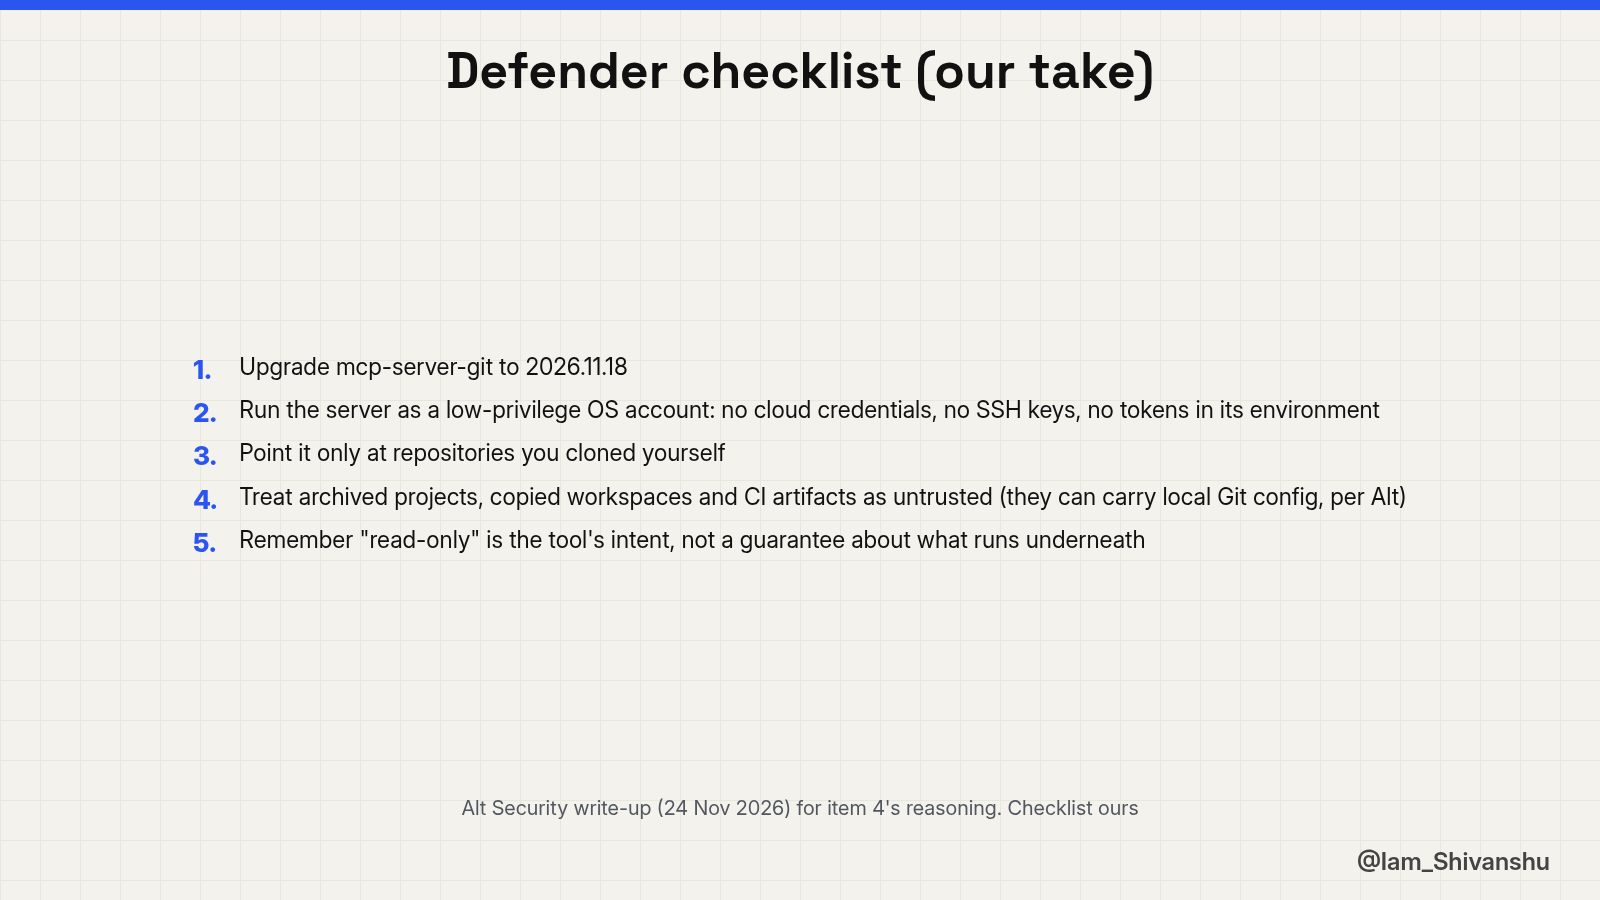 Defender checklist (our take)
1. Upgrade mcp-server-git to 2026.11.18
2. Run the server as a low-privilege OS account: no cloud credentials, no SSH keys, no tokens in its environment
3. Point it only at repositories you cloned yourself
4. Treat archived projects, copied workspaces and CI artifacts as untrusted (they can carry local Git config, per Alt)
5. Remember "read-only" is the tool's intent, not a guarantee about what runs underneath
Alt Security write-up (24 Nov 2026) for item 4's reasoning. Checklist ours
@Iam_Shivanshu